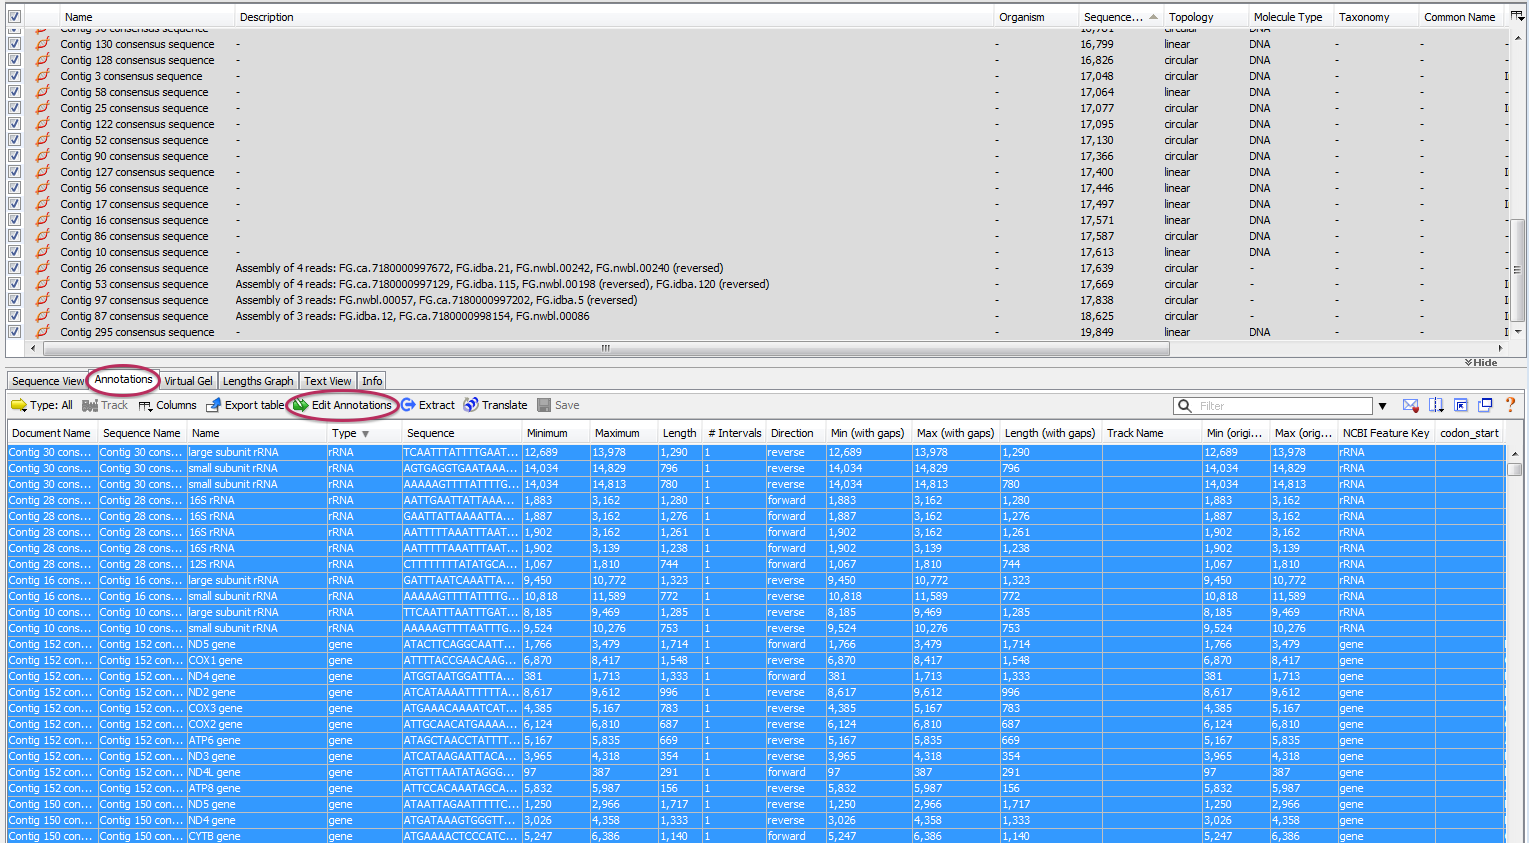 Name Description Organism Sequence... Topology Molecule Type Taxonomy Common Name
Contig 130 consensus sequence - - 16,799 linear DNA - - -
Contig 128 consensus sequence - - 16,826 circular DNA - - -
Contig 3 consensus sequence - - 17,048 circular DNA - - I
Contig 58 consensus sequence - - 17,064 linear DNA - - -
Contig 25 consensus sequence - - 17,077 circular DNA - - I
Contig 122 consensus sequence - - 17,095 circular DNA - - -
Contig 52 consensus sequence - - 17,130 circular DNA - - -
Contig 90 consensus sequence - - 17,366 circular DNA - - -
Contig 127 consensus sequence - - 17,400 linear DNA - - I
Contig 56 consensus sequence - - 17,446 linear DNA - - -
Contig 17 consensus sequence - - 17,497 linear DNA - - I
Contig 16 consensus sequence - - 17,571 linear DNA - - -
Contig 86 consensus sequence - - 17,587 circular DNA - - I
Contig 10 consensus sequence - - 17,613 linear DNA - - -
Contig 26 consensus sequence Assembly of 4 reads: FG.ca.7180000997672, FG.idba.21, FG.nwbl.00242, FG.nwbl.00240 (reversed) - 17,639 circular - - - I
Contig 53 consensus sequence Assembly of 4 reads: FG.ca.7180000997129, FG.idba.115, FG.nwbl.00198 (reversed), FG.idba.120 (reversed) - 17,669 circular - - - I
Contig 97 consensus sequence Assembly of 3 reads: FG.nwbl.00057, FG.ca.7180000997202, FG.idba.5 (reversed) - 17,838 circular - - - I
Contig 87 consensus sequence Assembly of 3 reads: FG.idba.12, FG.ca.7180000998154, FG.nwbl.00086 - 18,625 circular - - - I
Contig 295 consensus sequence - - 19,849 linear DNA - - I
Hide
Sequence View Annotations Virtual Gel Lengths Graph Text View Info
Type: All Track Columns Export table Edit Annotations Extract Translate Save Filter ?
Document Name Sequence Name Name Type Sequence Minimum Maximum Length # Intervals Direction Min (with gaps) Max (with gaps) Length (with gaps) Track Name Min (origi... Max (orig... NCBI Feature Key codon_start
Contig 30 cons... Contig 30 cons... large subunit rRNA rRNA TCAATTTATTTTGAAT... 12,689 13,978 1,290 1 reverse 12,689 13,978 1,290 12,689 13,978 rRNA
Contig 30 cons... Contig 30 cons... small subunit rRNA rRNA AGTGAGGTGAATAAA... 14,034 14,829 796 1 reverse 14,034 14,829 796 14,034 14,829 rRNA
Contig 30 cons... Contig 30 cons... small subunit rRNA rRNA AAAAAGTTTTATTTTG... 14,034 14,813 780 1 reverse 14,034 14,813 780 14,034 14,813 rRNA
Contig 28 cons... Contig 28 cons... 16S rRNA rRNA AATTGAATTATTAAA... 1,883 3,162 1,280 1 forward 1,883 3,162 1,280 1,883 3,162 rRNA
Contig 28 cons... Contig 28 cons... 16S rRNA rRNA GAATTATTAAAATTA... 1,887 3,162 1,276 1 forward 1,887 3,162 1,276 1,887 3,162 rRNA
Contig 28 cons... Contig 28 cons... 16S rRNA rRNA AATTTTTAAATTTAAT... 1,902 3,162 1,261 1 forward 1,902 3,162 1,261 1,902 3,162 rRNA
Contig 28 cons... Contig 28 cons... 16S rRNA rRNA AATTTTTAAATTTAAT... 1,902 3,139 1,238 1 forward 1,902 3,139 1,238 1,902 3,139 rRNA
Contig 28 cons... Contig 28 cons... 12S rRNA rRNA CTTTTTTTTATATGCA... 1,067 1,810 744 1 forward 1,067 1,810 744 1,067 1,810 rRNA
Contig 16 cons... Contig 16 cons... large subunit rRNA rRNA GATTTAATCAAATTA... 9,450 10,772 1,323 1 reverse 9,450 10,772 1,323 9,450 10,772 rRNA
Contig 16 cons... Contig 16 cons... small subunit rRNA rRNA AAAAAGTTTTATTTTG... 10,818 11,589 772 1 reverse 10,818 11,589 772 10,818 11,589 rRNA
Contig 10 cons... Contig 10 cons... large subunit rRNA rRNA TTCAATTTAATTTGAT... 8,185 9,469 1,285 1 reverse 8,185 9,469 1,285 8,185 9,469 rRNA
Contig 10 cons... Contig 10 cons... small subunit rRNA rRNA AAAAAGTTTTAATTTG... 9,524 10,276 753 1 reverse 9,524 10,276 753 9,524 10,276 rRNA
Contig 152 con... Contig 152 con... ND5 gene gene ATACTTCAGGCAATT... 1,766 3,479 1,714 1 forward 1,766 3,479 1,714 1,766 3,479 gene
Contig 152 con... Contig 152 con... COX1 gene gene ATTTTACCGAACAAG... 6,870 8,417 1,548 1 reverse 6,870 8,417 1,548 6,870 8,417 gene
Contig 152 con... Contig 152 con... ND4 gene gene ATGGTAATGGATTTA... 381 1,713 1,333 1 forward 381 1,713 1,333 381 1,713 gene
Contig 152 con... Contig 152 con... ND2 gene gene ATCATAAAATTTTTTA... 8,617 9,612 996 1 reverse 8,617 9,612 996 8,617 9,612 gene
Contig 152 con... Contig 152 con... COX3 gene gene ATGAAACAAAATCAT... 4,385 5,167 783 1 reverse 4,385 5,167 783 4,385 5,167 gene
Contig 152 con... Contig 152 con... COX2 gene gene ATTGCAACATGAAAA... 6,124 6,810 687 1 reverse 6,124 6,810 687 6,124 6,810 gene
Contig 152 con... Contig 152 con... ATP6 gene gene ATAGCTAACCTATTTT... 5,167 5,835 669 1 reverse 5,167 5,835 669 5,167 5,835 gene
Contig 152 con... Contig 152 con... ND3 gene gene ATCATAAGAATTACA... 3,965 4,318 354 1 reverse 3,965 4,318 354 3,965 4,318 gene
Contig 152 con... Contig 152 con... ND4L gene gene ATGTTTAATATAGGG... 97 387 291 1 forward 97 387 291 97 387 gene
Contig 152 con... Contig 152 con... ATP8 gene gene ATTCCACAAATAGCA... 5,832 5,987 156 1 reverse 5,832 5,987 156 5,832 5,987 gene
Contig 150 con... Contig 150 con... ND5 gene gene ATAATTAGAATTTTTC... 1,250 2,966 1,717 1 reverse 1,250 2,966 1,717 1,250 2,966 gene
Contig 150 con... Contig 150 con... ND4 gene gene ATGATAAAGTGGGTT... 3,026 4,358 1,333 1 reverse 3,026 4,358 1,333 3,026 4,358 gene
Contig 150 con... Contig 150 con... CYTB gene gene ATGAAAACTCCCATC... 5,247 6,386 1,140 1 forward 5,247 6,386 1,140 5,247 6,386 gene